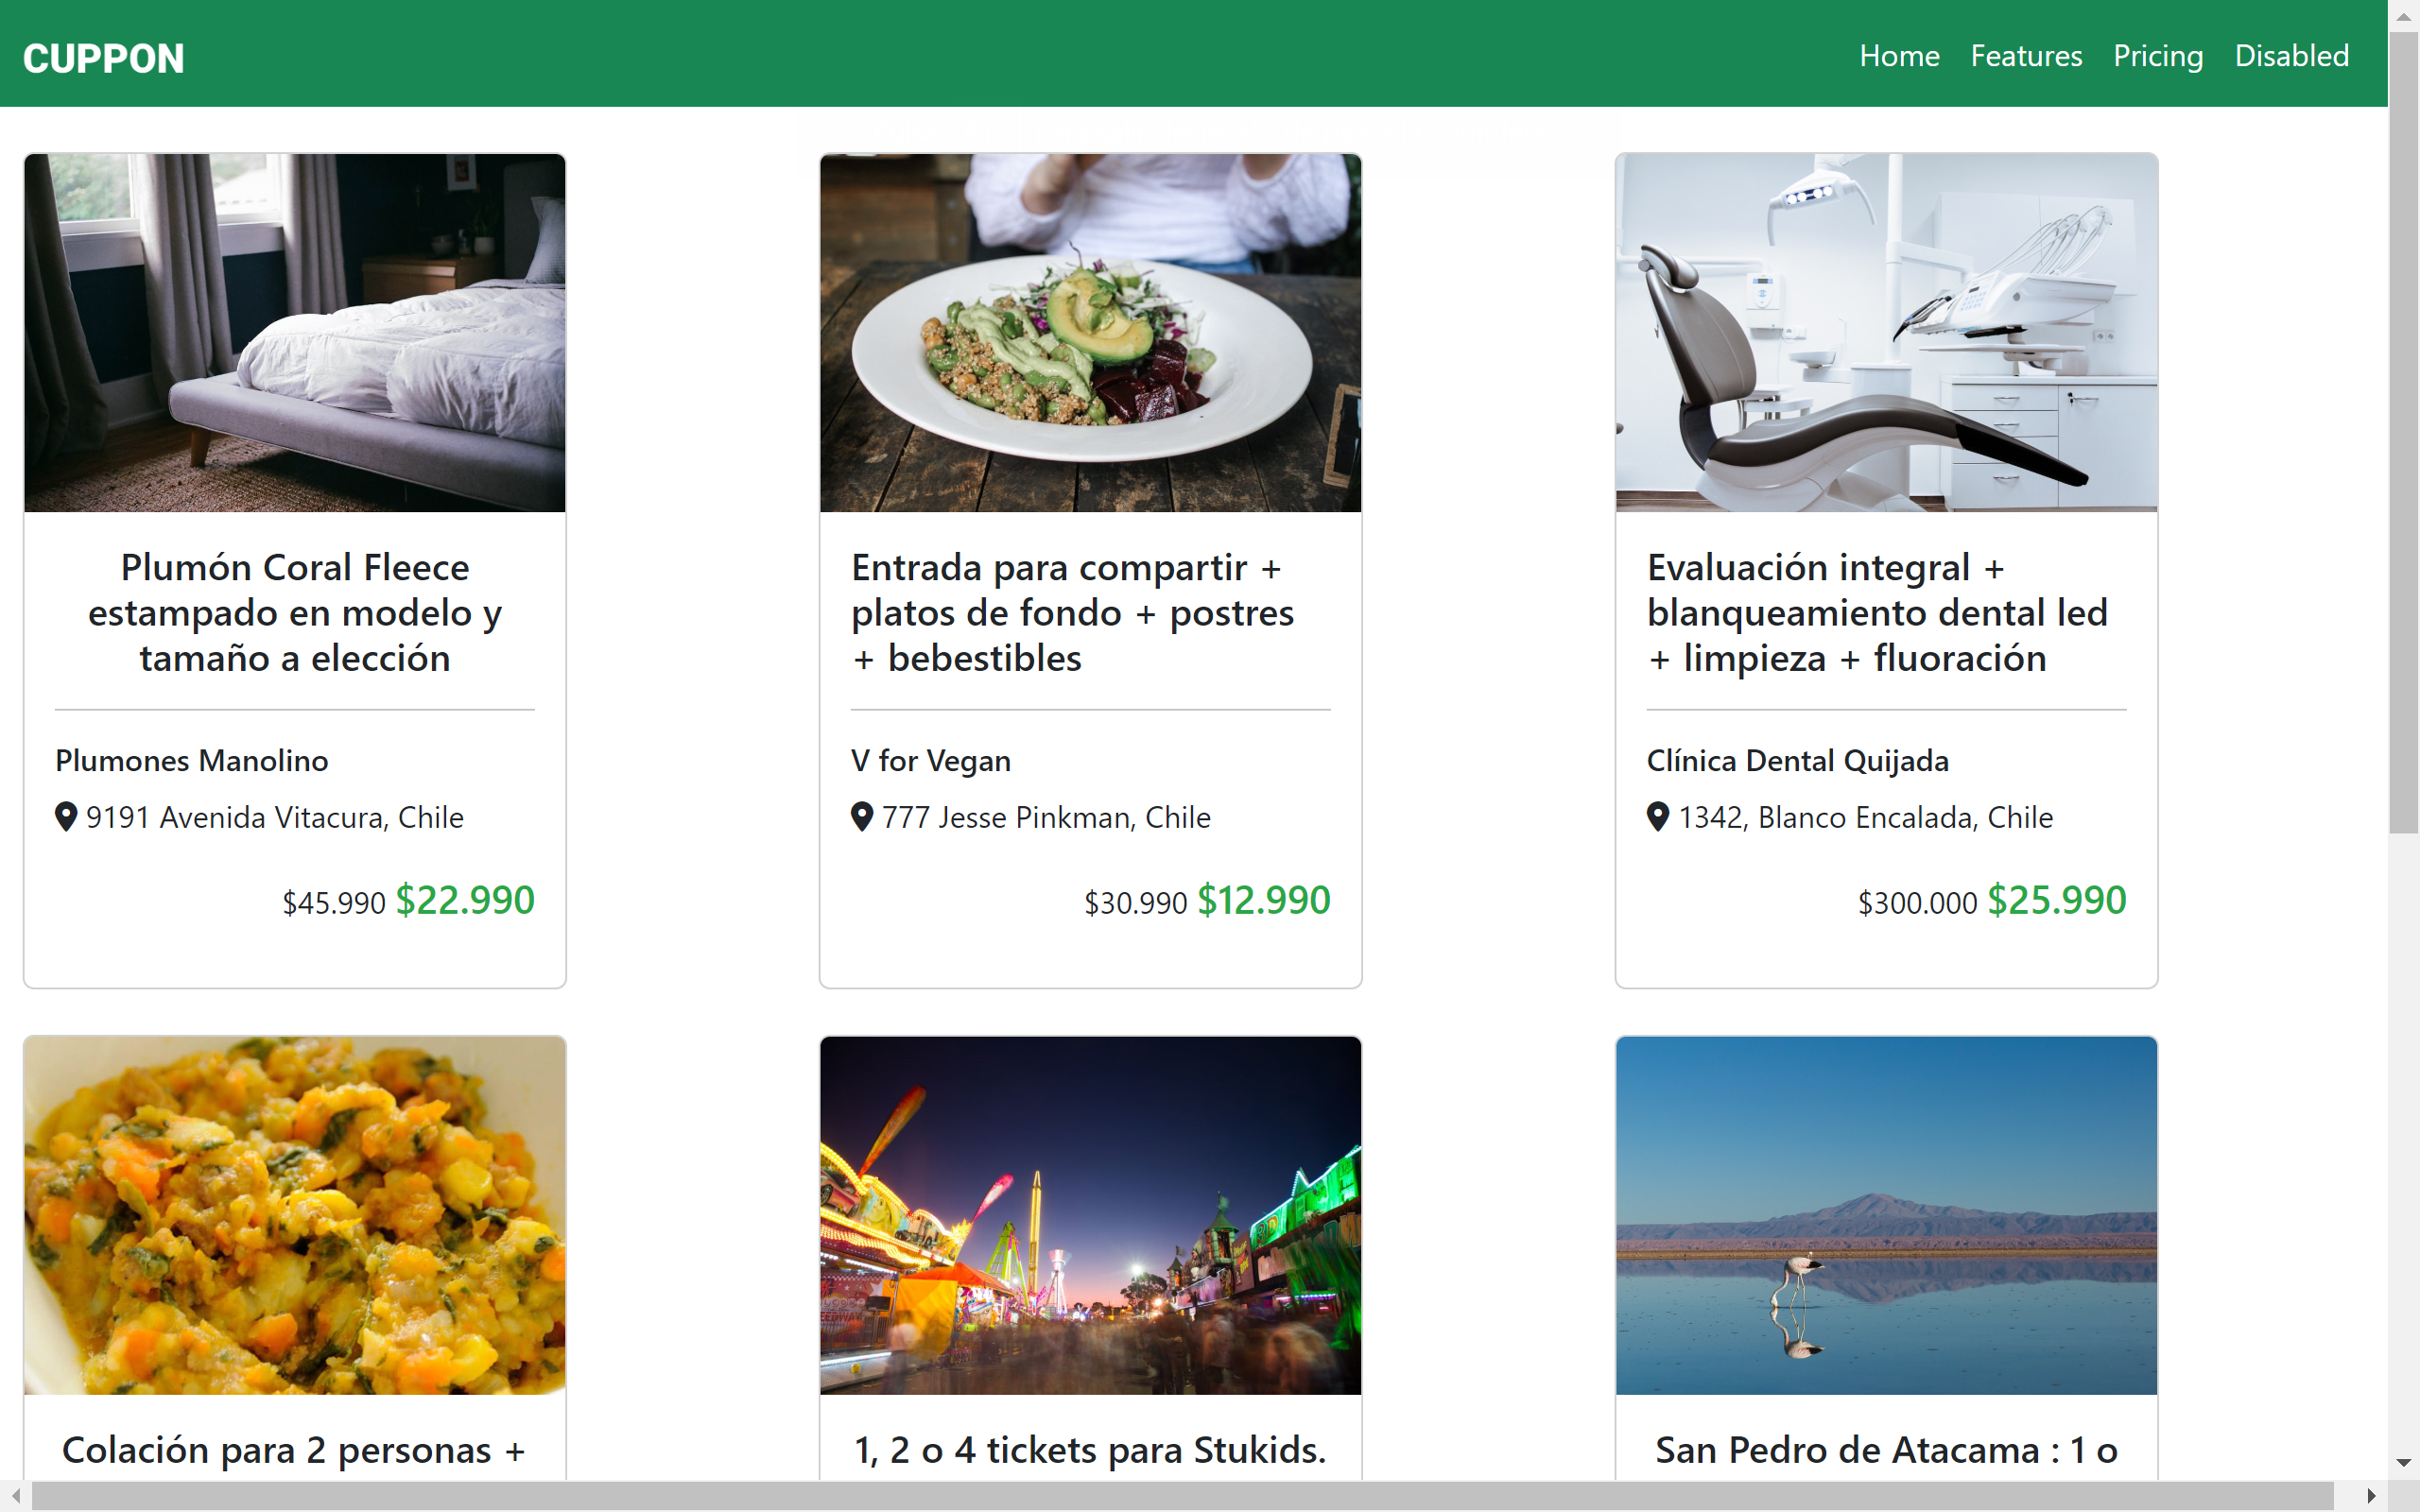 CUPPON
Home Features Pricing Disabled
Plumón Coral Fleece
estampado en modelo y
tamaño a elección
Plumones Manolino
9191 Avenida Vitacura, Chile
$45.990 $22.990
Entrada para compartir +
platos de fondo + postres
+ bebestibles
V for Vegan
777 Jesse Pinkman, Chile
$30.990 $12.990
Evaluación integral +
blanqueamiento dental led
+ limpieza + fluoración
Clínica Dental Quijada
1342, Blanco Encalada, Chile
$300.000 $25.990
Colación para 2 personas +
1, 2 o 4 tickets para Stukids.
San Pedro de Atacama : 1 o